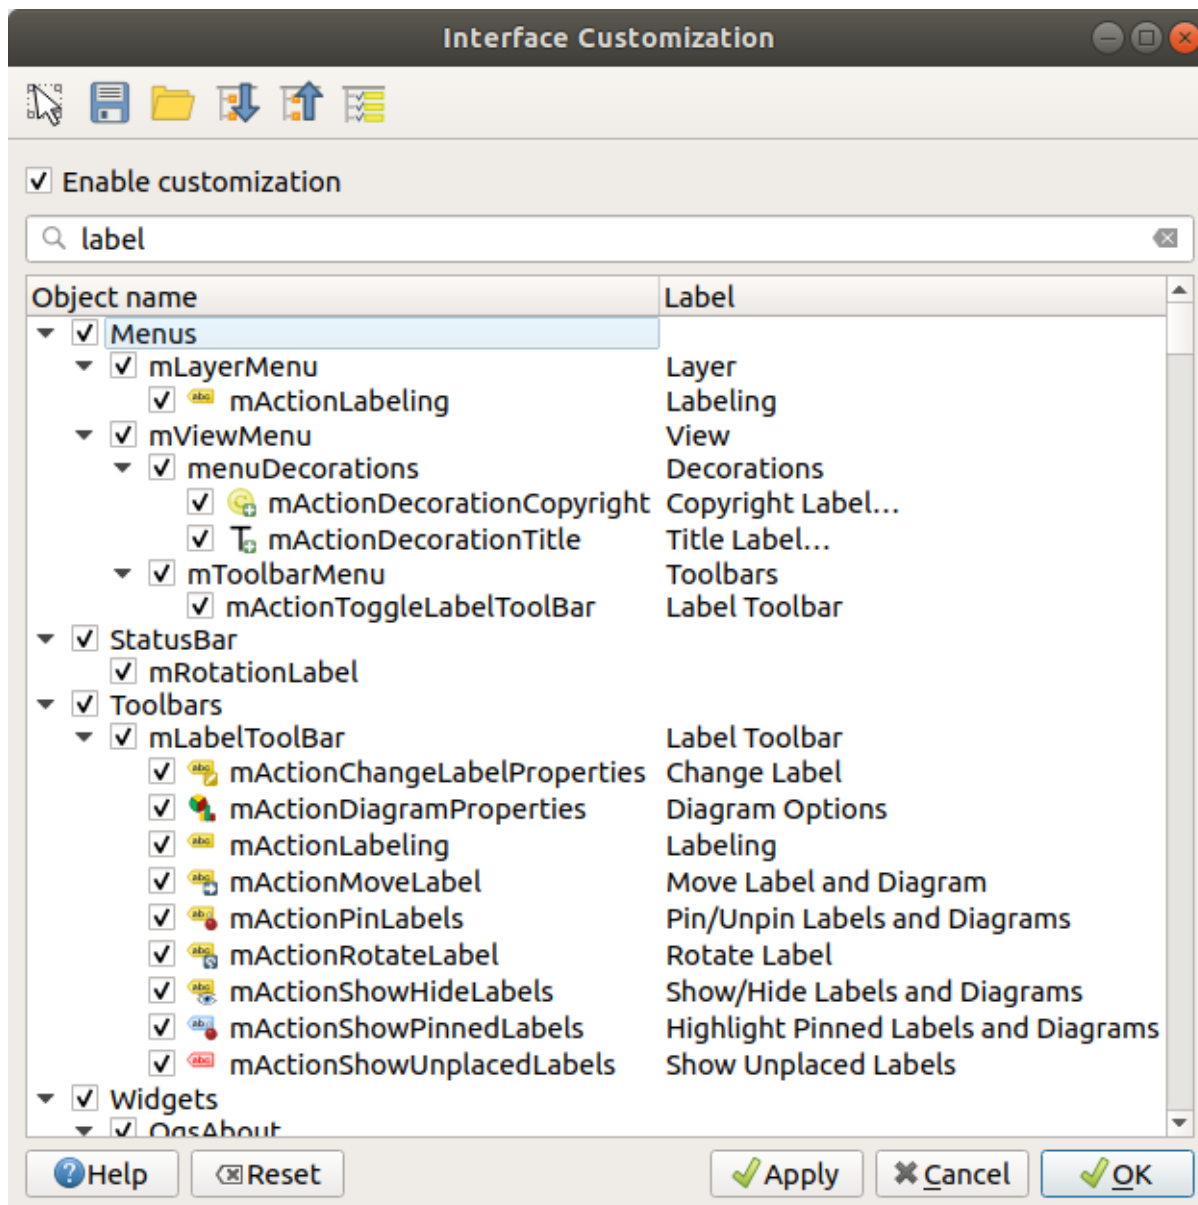 Interface Customization
Enable customization
label
Object name Label
Menus
mLayerMenu Layer
mActionLabeling Labeling
mViewMenu View
menuDecorations Decorations
mActionDecorationCopyright Copyright Label...
mActionDecorationTitle Title Label...
mToolbarMenu Toolbars
mActionToggleLabelToolBar Label Toolbar
StatusBar
mRotationLabel
Toolbars
mLabelToolBar Label Toolbar
mActionChangeLabelProperties Change Label
mActionDiagramProperties Diagram Options
mActionLabeling Labeling
mActionMoveLabel Move Label and Diagram
mActionPinLabels Pin/Unpin Labels and Diagrams
mActionRotateLabel Rotate Label
mActionShowHideLabels Show/Hide Labels and Diagrams
mActionShowPinnedLabels Highlight Pinned Labels and Diagrams
mActionShowUnplacedLabels Show Unplaced Labels
Widgets
QgsAbout
Help Reset Apply Cancel OK